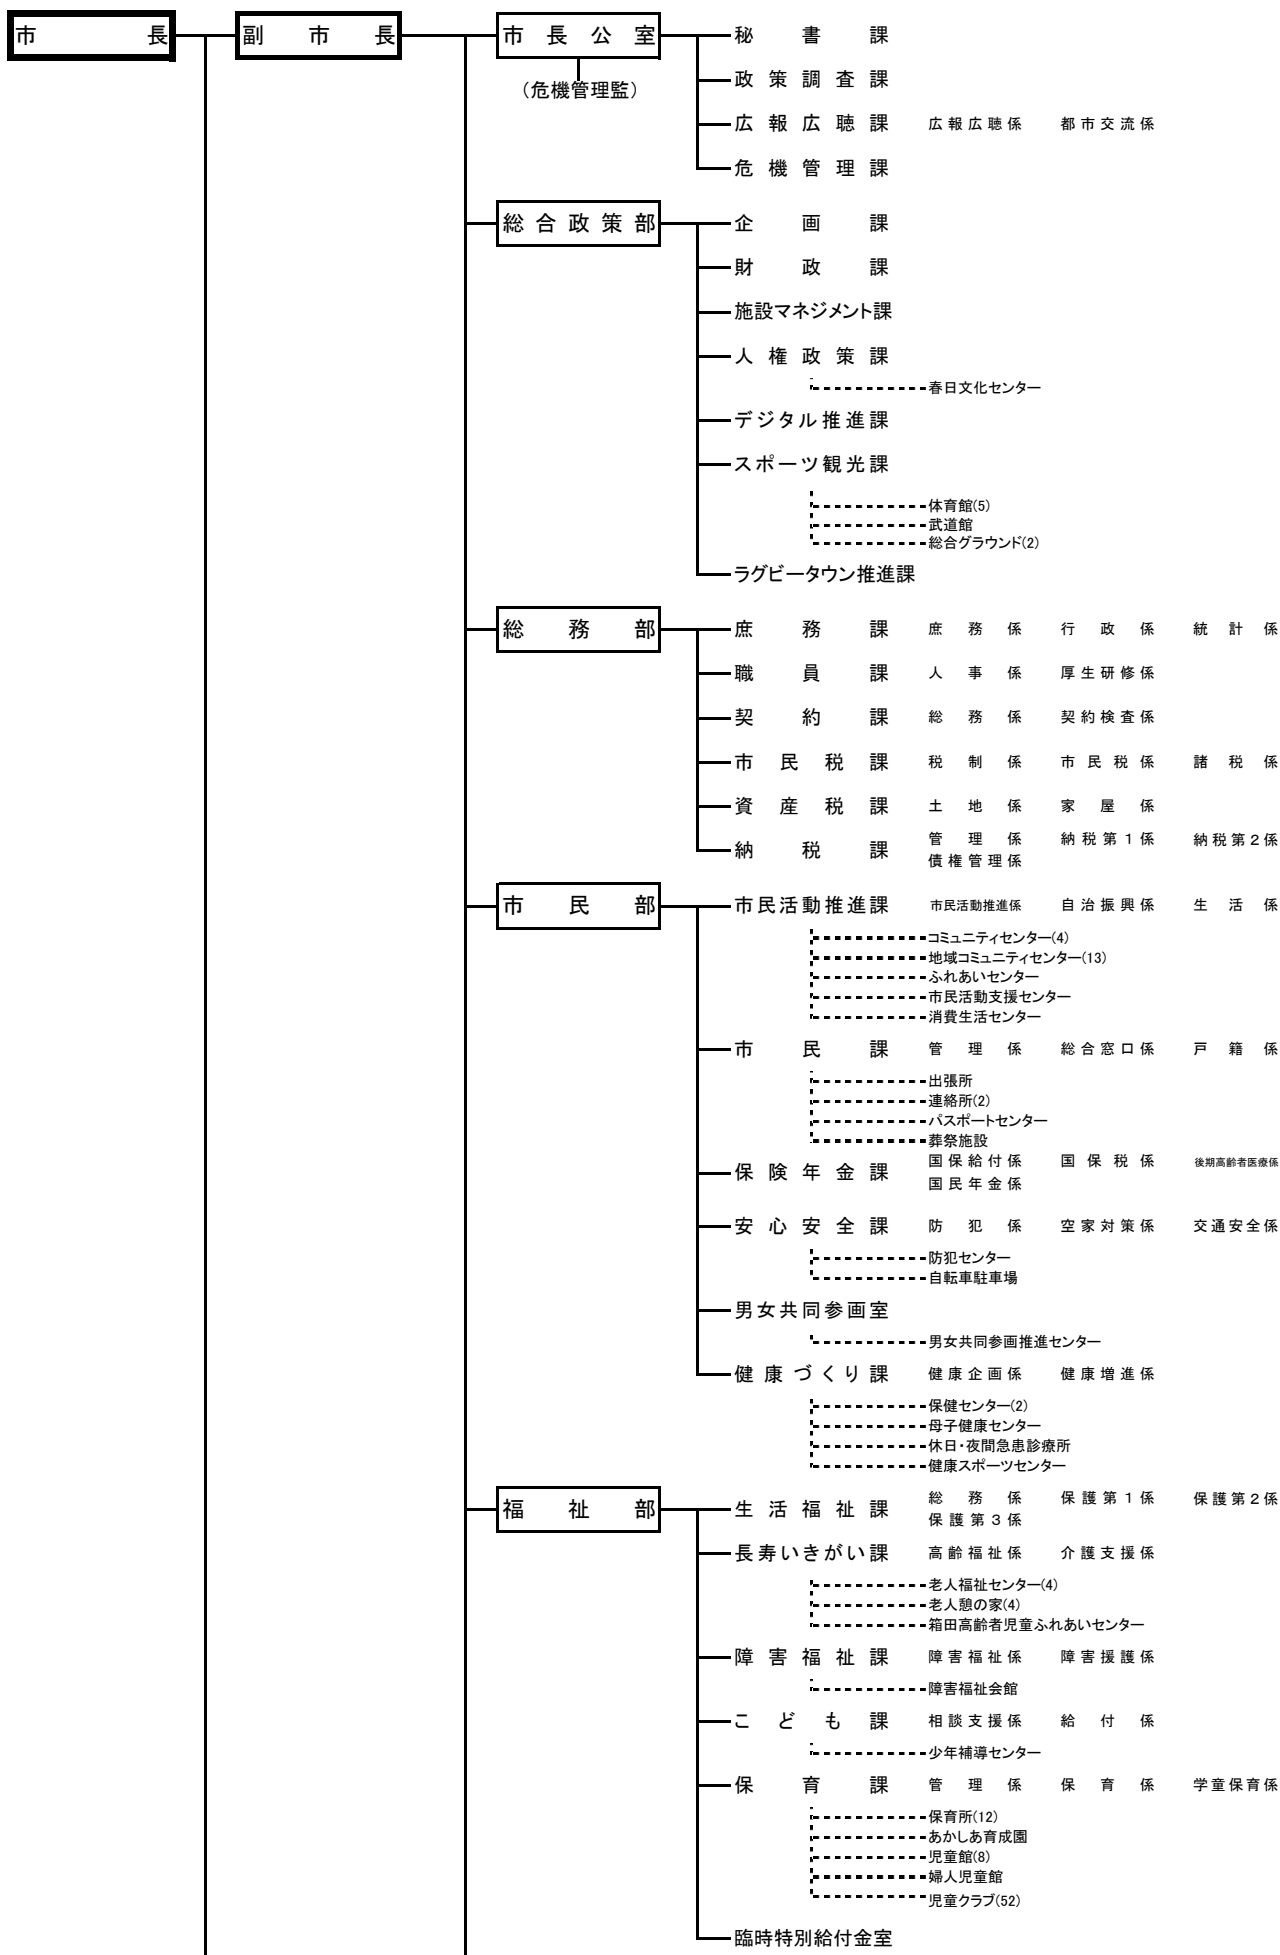 市長 副市長 市長公室 秘書課
政策調査課
(危機管理監)
広報広聴課 広報広聴係 都市交流係
危機管理課
総合政策部 企画課
財政課
施設マネジメント課
人権政策課
春日文化センター
デジタル推進課
スポーツ観光課
体育館(5)
武道館
総合グラウンド(2)
ラグビータウン推進課
総務部 庶務課 庶務係 行政係 統計係
職員課 人事係 厚生研修係
契約課 総務係 契約検査係
市民税課 税制係 市民税係 諸税係
資産税課 土地係 家屋係
納税課 管理係 納税第1係 納税第2係
債権管理係
市民部 市民活動推進課 市民活動推進係 自治振興係 生活係
コミュニティセンター(4)
地域コミュニティセンター(13)
ふれあいセンター
市民活動支援センター
消費生活センター
市民課 管理係 総合窓口係 戸籍係
出張所
連絡所(2)
パスポートセンター
葬祭施設
保険年金課 国保給付係 国保税係 後期高齢者医療係
国民年金係
安心安全課 防犯係 空家対策係 交通安全係
防犯センター
自転車駐車場
男女共同参画室
男女共同参画推進センター
健康づくり課 健康企画係 健康増進係
保健センター(2)
母子健康センター
休日・夜間急患診療所
健康スポーツセンター
福祉部 生活福祉課 総務係 保護第1係 保護第2係
保護第3係
長寿いきがい課 高齢福祉係 介護支援係
老人福祉センター(4)
老人憩の家(4)
箱田高齢者児童ふれあいセンター
障害福祉課 障害福祉係 障害援護係
障害福祉会館
こども課 相談支援係 給付係
少年補導センター
保育課 管理係 保育係 学童保育係
保育所(12)
あかしあ育成園
児童館(8)
婦人児童館
児童クラブ(52)
臨時特別給付金室